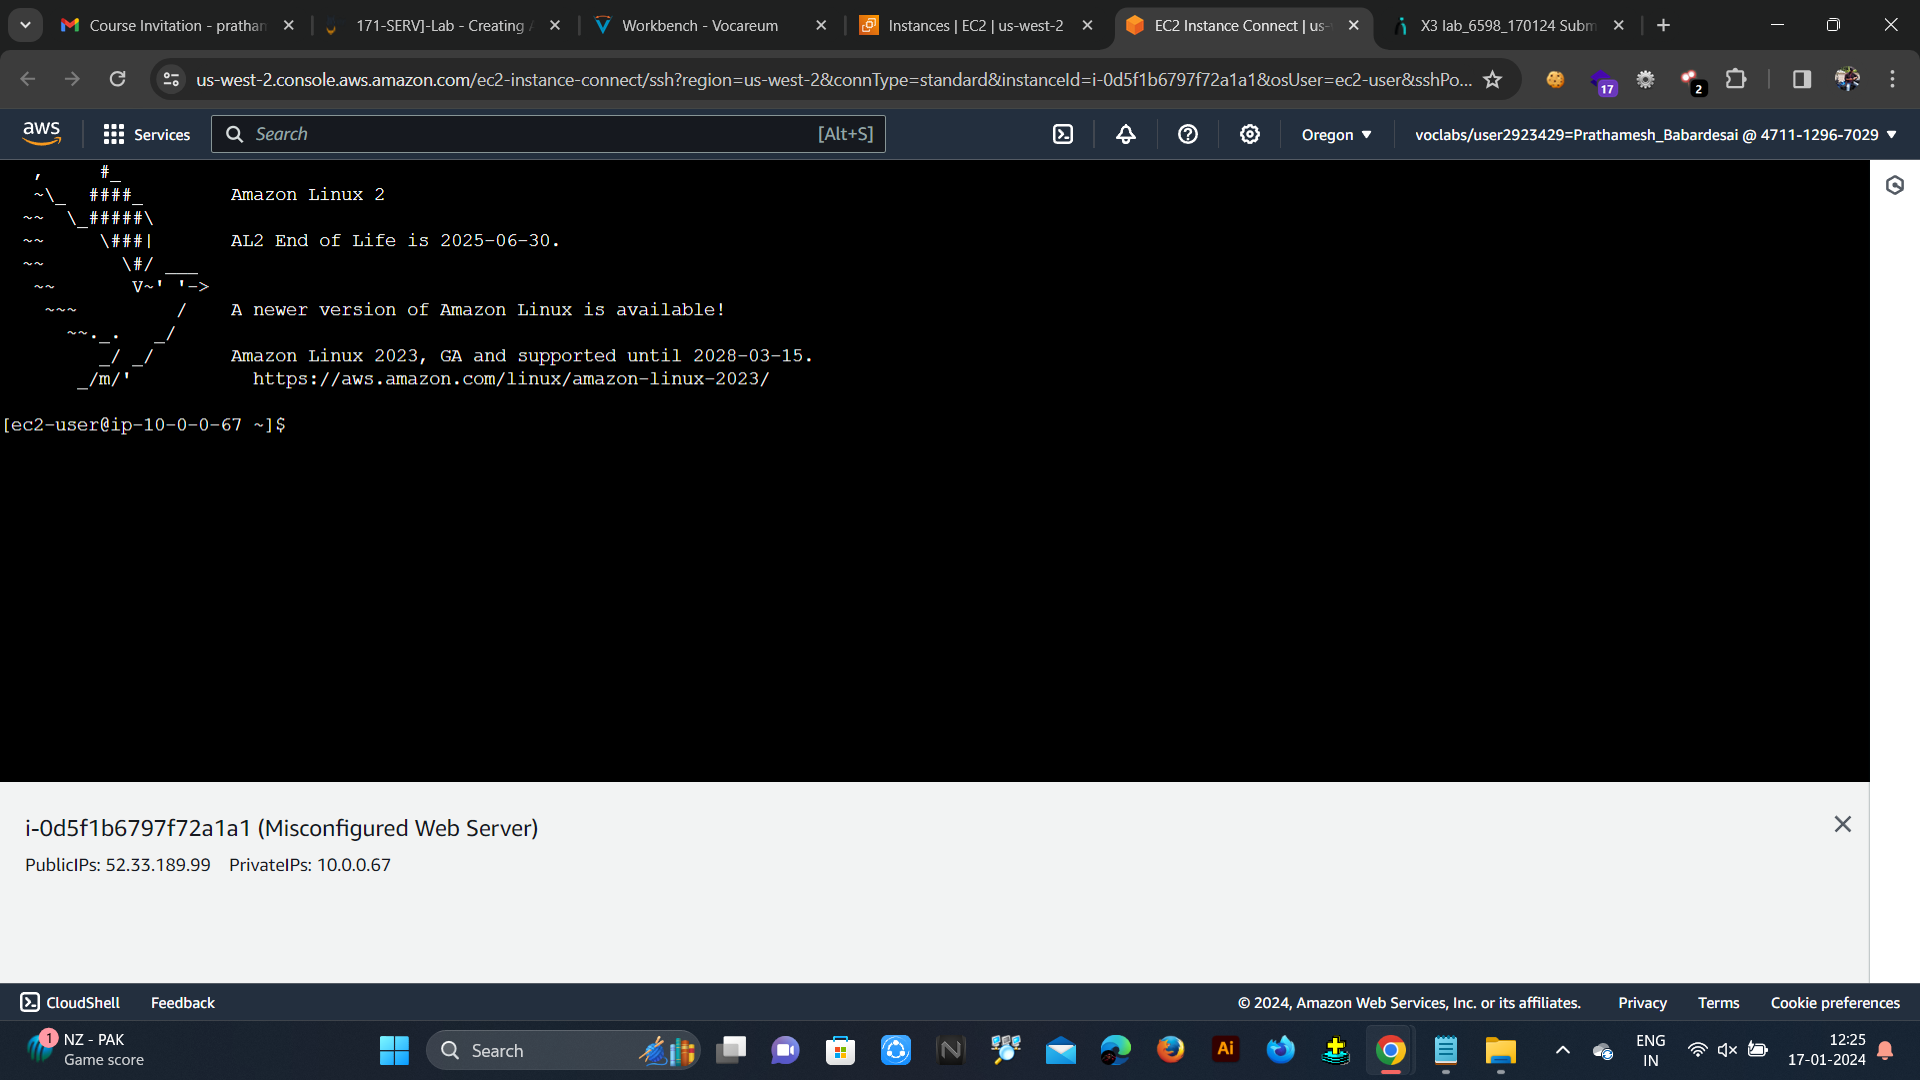 Course Invitation - prathan
171-SERV]-Lab - Creating A
Workbench - Vocareum
Instances | EC2 | us-west-2
EC2 Instance Connect | us-
X3 lab_6598_170124 Subm
us-west-2.console.aws.amazon.com/ec2-instance-connect/ssh?region=us-west-2&connType=standard&instanceId=i-0d5f1b6797f72a1a1&osUser=ec2-user&sshPo...
17
2
aws
Services
Search
[Alt+S]
Oregon
voclabs/user2923429=Prathamesh_Babardesai @ 4711-1296-7029
   ,     #_
   ~\_  ####_        Amazon Linux 2
  ~~  \_#####\
  ~~     \###|       AL2 End of Life is 2025-06-30.
  ~~       \#/ ___
   ~~       V~' '->
    ~~~         /    A newer version of Amazon Linux is available!
      ~~._.   _/
         _/ _/       Amazon Linux 2023, GA and supported until 2028-03-15.
       _/m/'           https://aws.amazon.com/linux/amazon-linux-2023/
[ec2-user@ip-10-0-0-67 ~]$
i-0d5f1b6797f72a1a1 (Misconfigured Web Server)
PublicIPs: 52.33.189.99 PrivateIPs: 10.0.0.67
CloudShell
Feedback
© 2024, Amazon Web Services, Inc. or its affiliates.
Privacy
Terms
Cookie preferences
1
NZ - PAK
Game score
Search
Ai
ENG
IN
12:25
17-01-2024